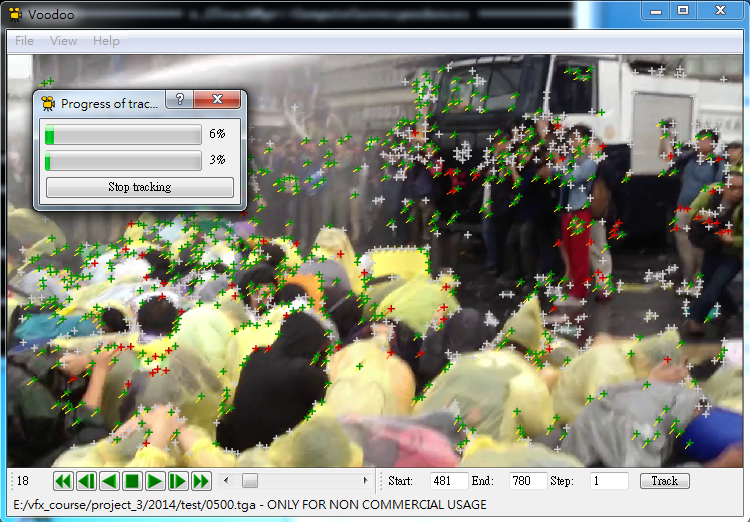 Voodoo
File View Help
Progress of trac...
6%
3%
Stop tracking
18 Start: 481 End: 780 Step: 1 Track
E:/vfx_course/project_3/2014/test/0500.tga - ONLY FOR NON COMMERCIAL USAGE